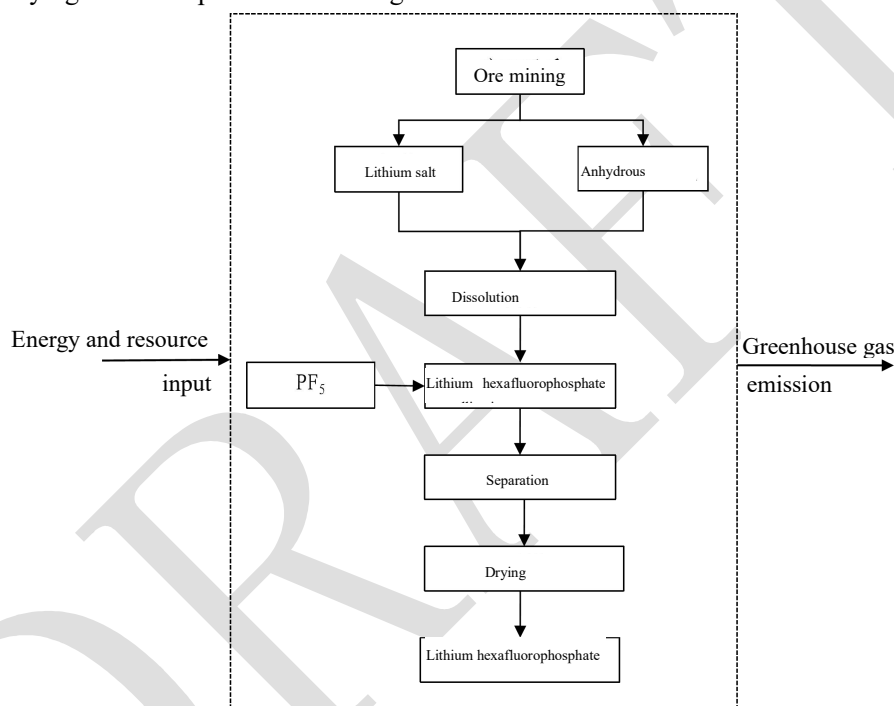 Ore mining
Lithium salt
Anhydrous
Dissolution
Energy and resource
input
Greenhouse gas
emission
PF₅
Lithium hexafluorophosphate
Separation
Drying
Lithium hexafluorophosphate
DRAFT